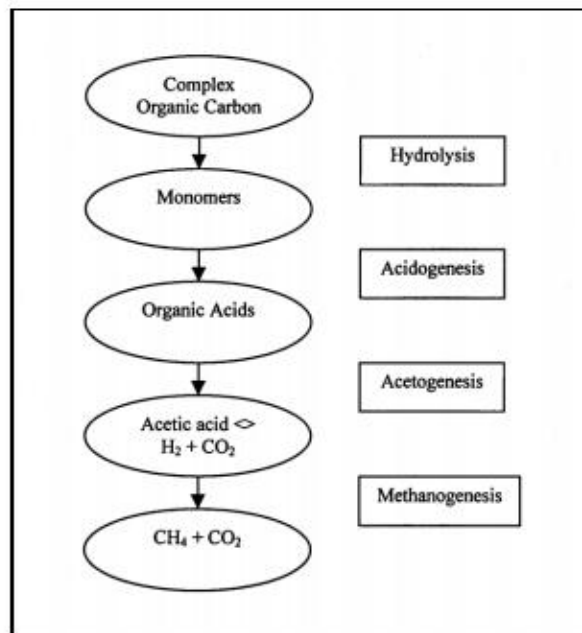 Complex
Organic Carbon
Hydrolysis
Monomers
Acidogenesis
Organic Acids
Acetogenesis
Acetic acid <>
H₂ + CO₂
Methanogenesis
CH₄ + CO₂